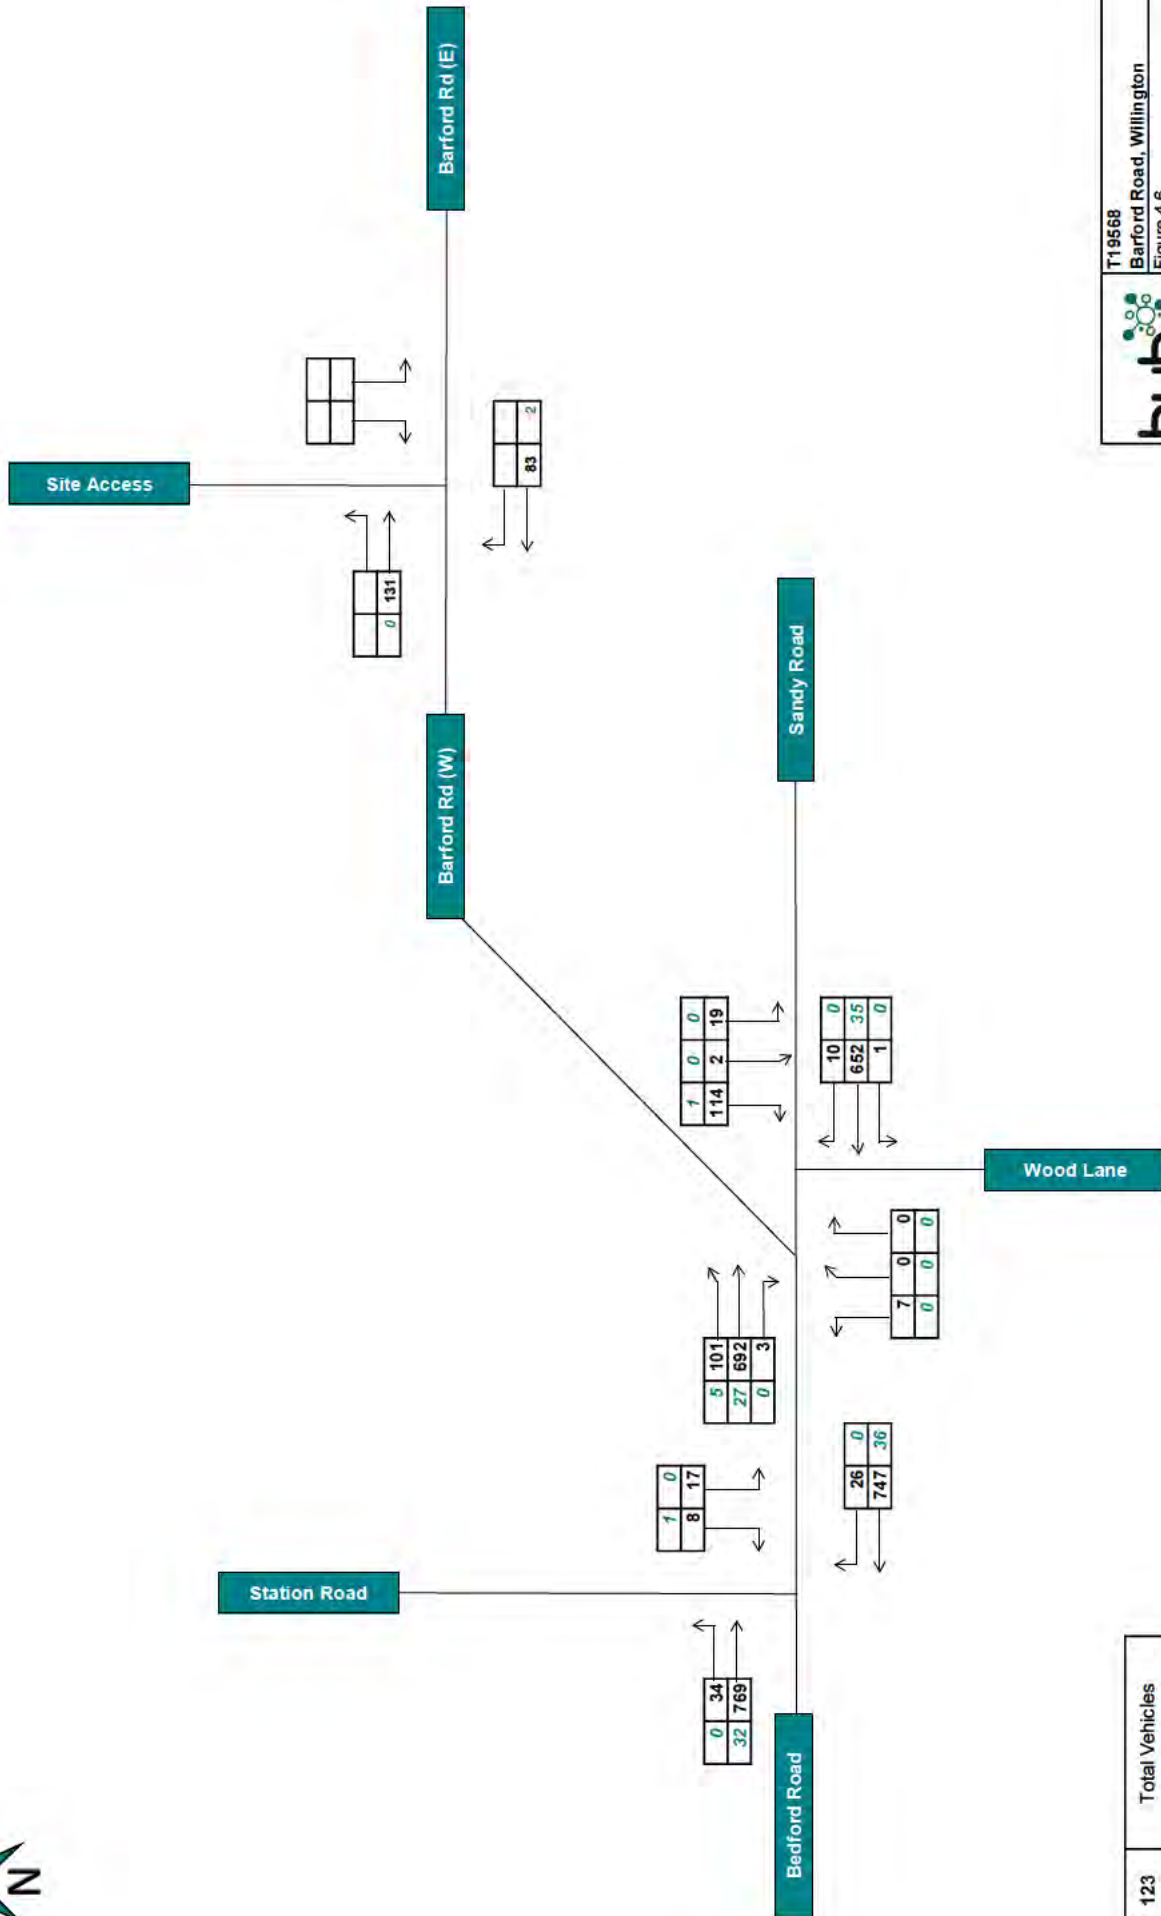 Barford Rd (E)
Site Access
2
83
131
0
Barford Rd (W)
Sandy Road
0 0 0
1 2 19
114
10 0
652 35
1 0
Wood Lane
5 101
27 692
0 3
7 0 0
0 0 0
1 0
8 17
26 0
747 36
Station Road
0 34
32 769
Bedford Road
N
123 Total Vehicles
T19568
Barford Road, Willington